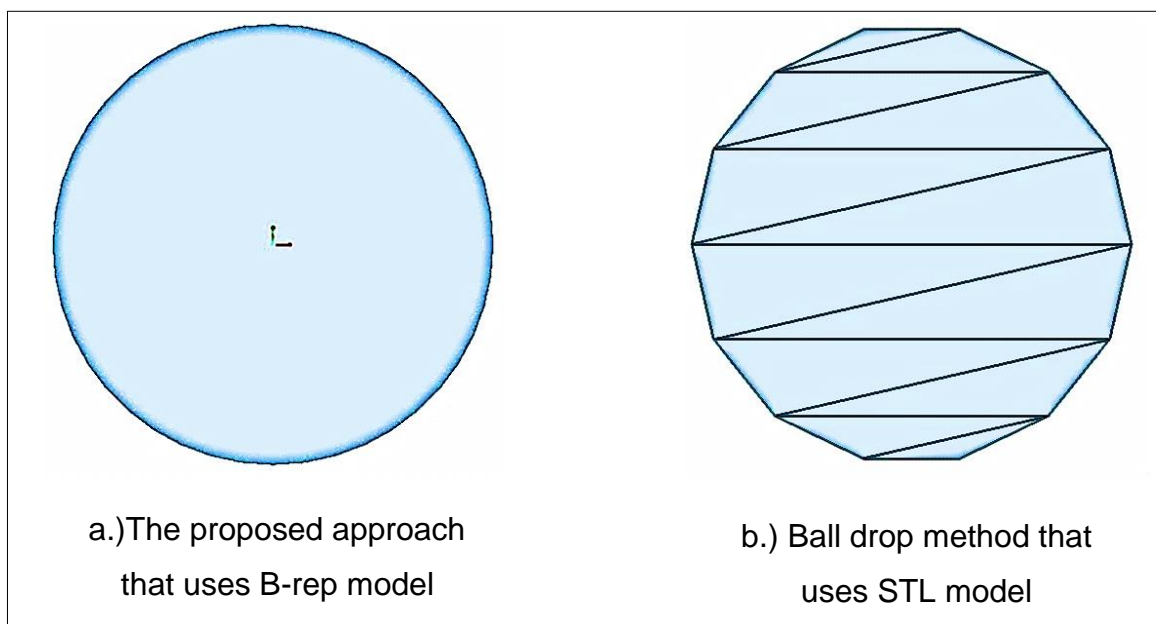 a.)The proposed approach
that uses B-rep model
b.) Ball drop method that
uses STL model